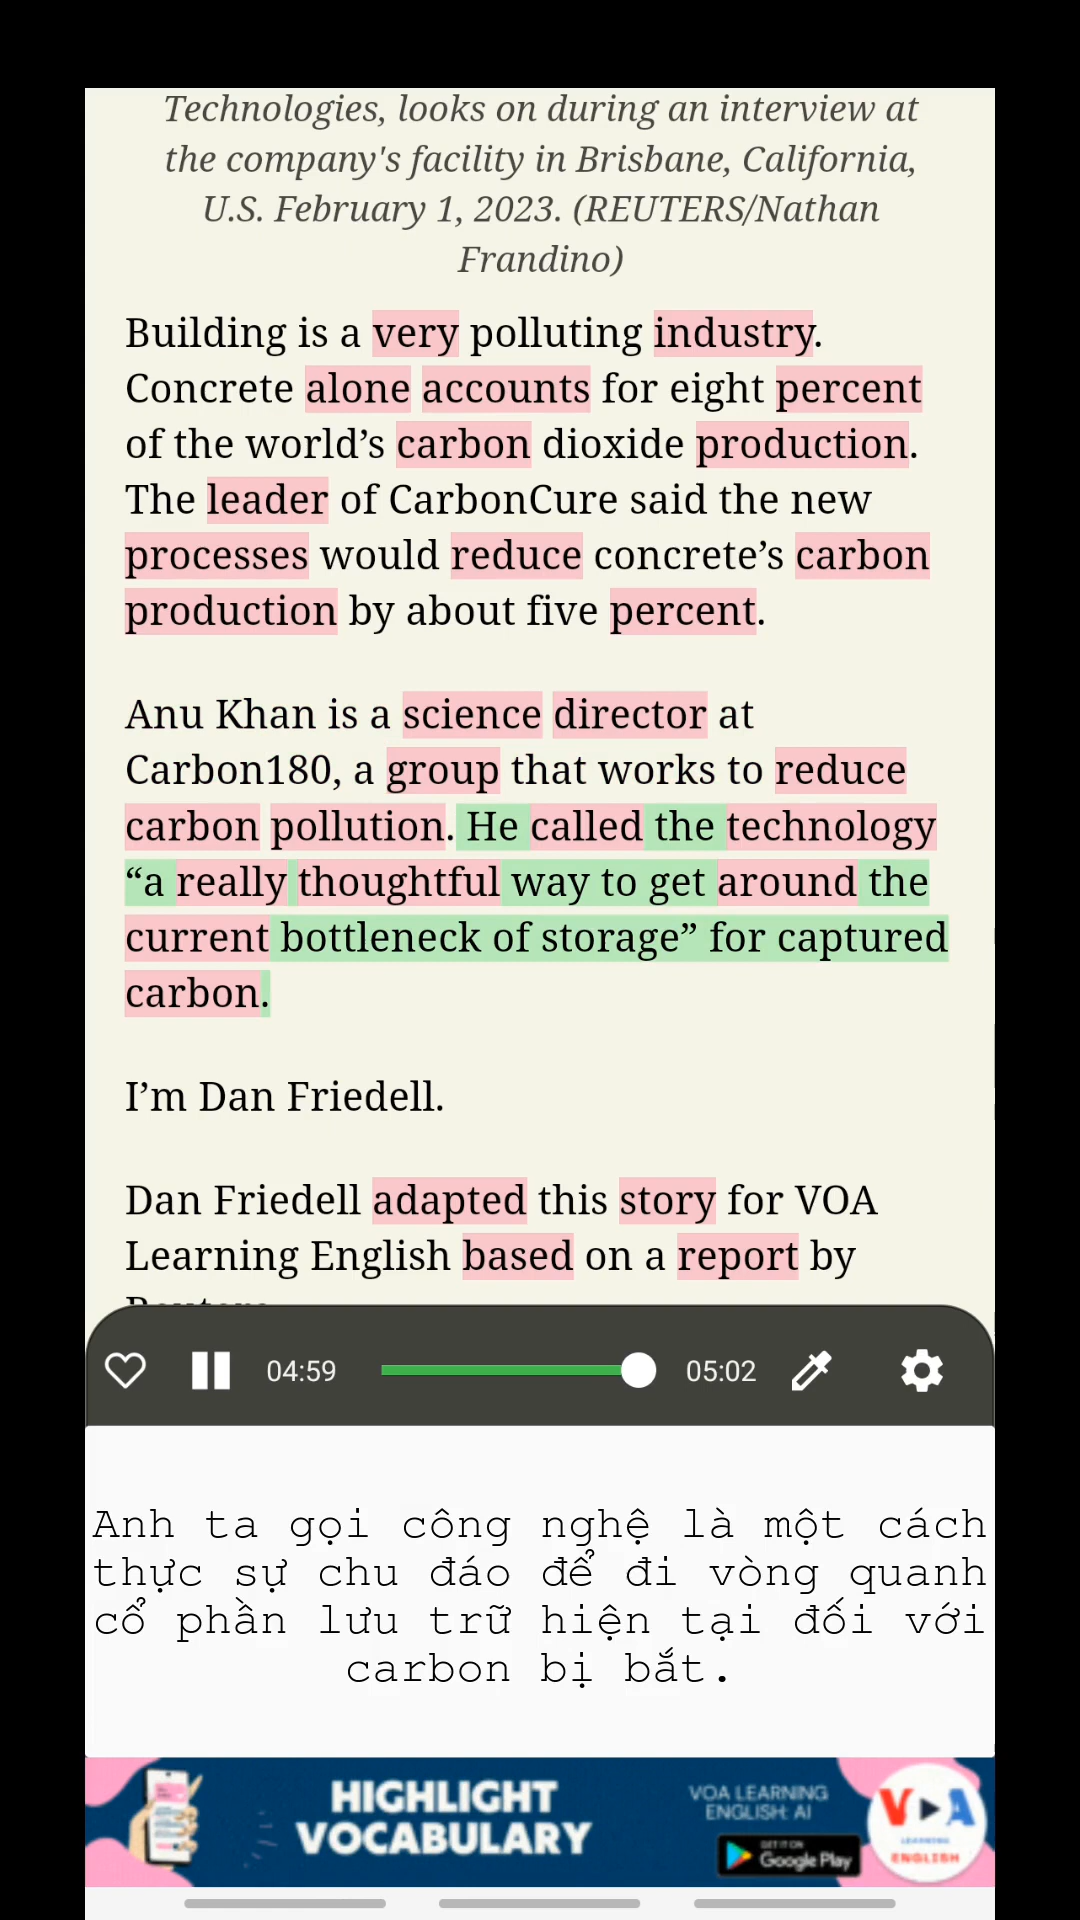 Technologies, looks on during an interview at
the company's facility in Brisbane, California,
U.S. February 1, 2023. (REUTERS/Nathan
Frandino)
Building is a very polluting industry.
Concrete alone accounts for eight percent
of the world’s carbon dioxide production.
The leader of CarbonCure said the new
processes would reduce concrete’s carbon
production by about five percent.
Anu Khan is a science director at
Carbon180, a group that works to reduce
carbon pollution. He called the technology
“a really thoughtful way to get around the
current bottleneck of storage” for captured
carbon.
I’m Dan Friedell.
Dan Friedell adapted this story for VOA
Learning English based on a report by
04:59 05:02
Anh ta gọi công nghệ là một cách
thực sự chu đáo để đi vòng quanh
cổ phần lưu trữ hiện tại đối với
carbon bị bắt.
HIGHLIGHT
VOCABULARY
VOA LEARNING
ENGLISH: AI
GET IT ON
Google Play
VOA
LEARNING
ENGLISH